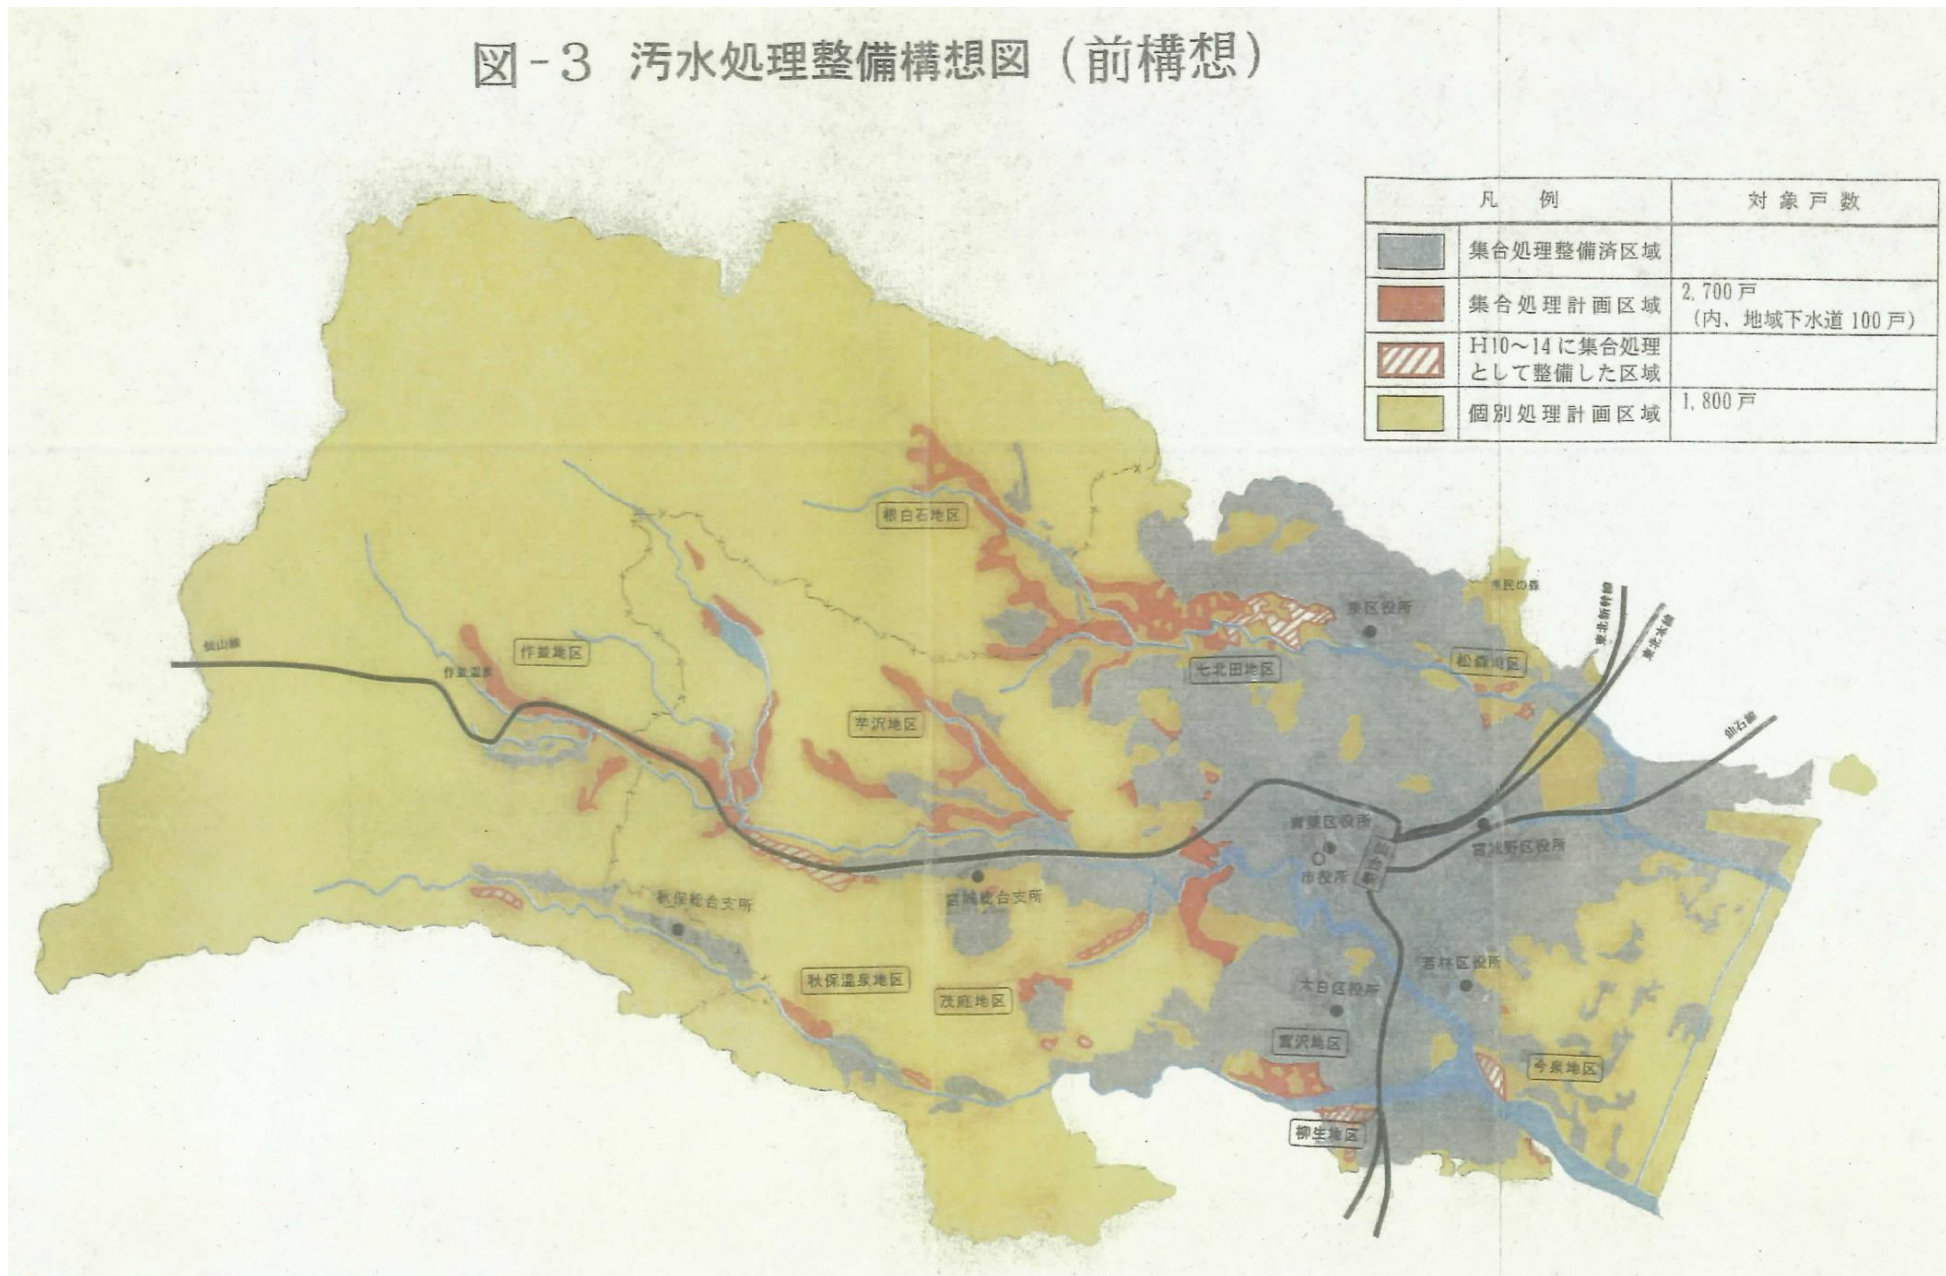 図-3 汚水処理整備構想図（前構想）
凡 例
対象戸数
集合処理整備済区域
集合処理計画区域
2,700戸
（内、地域下水道100戸）
H10～14に集合処理
として整備した区域
個別処理計画区域
1,800戸
根白石地区
県民の森
東北新幹線
東北本線
泉区役所
仙山線
作並温泉
作並地区
七北田地区
松森地区
芋沢地区
仙石線
青葉区役所
宮城野区役所
市役所
仙台駅
秋保総合支所
宮城総合支所
秋保温泉地区
茂庭地区
若林区役所
太白区役所
富沢地区
今泉地区
柳生地区